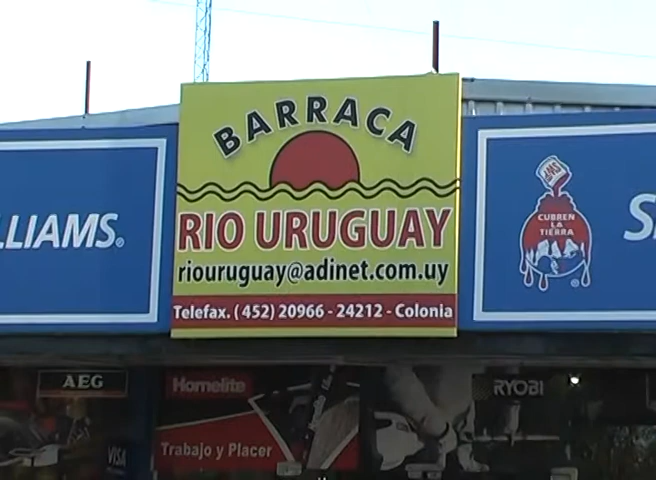 BARRACA
RIO URUGUAY
riouruguay@adinet.com.uy
Telefax. (452) 20966 - 24212 - Colonia
LLIAMS®
CUBREN
LA
TIERRA
®
S
AEG
Homelite
Trabajo y Placer
RYOBI
VISA